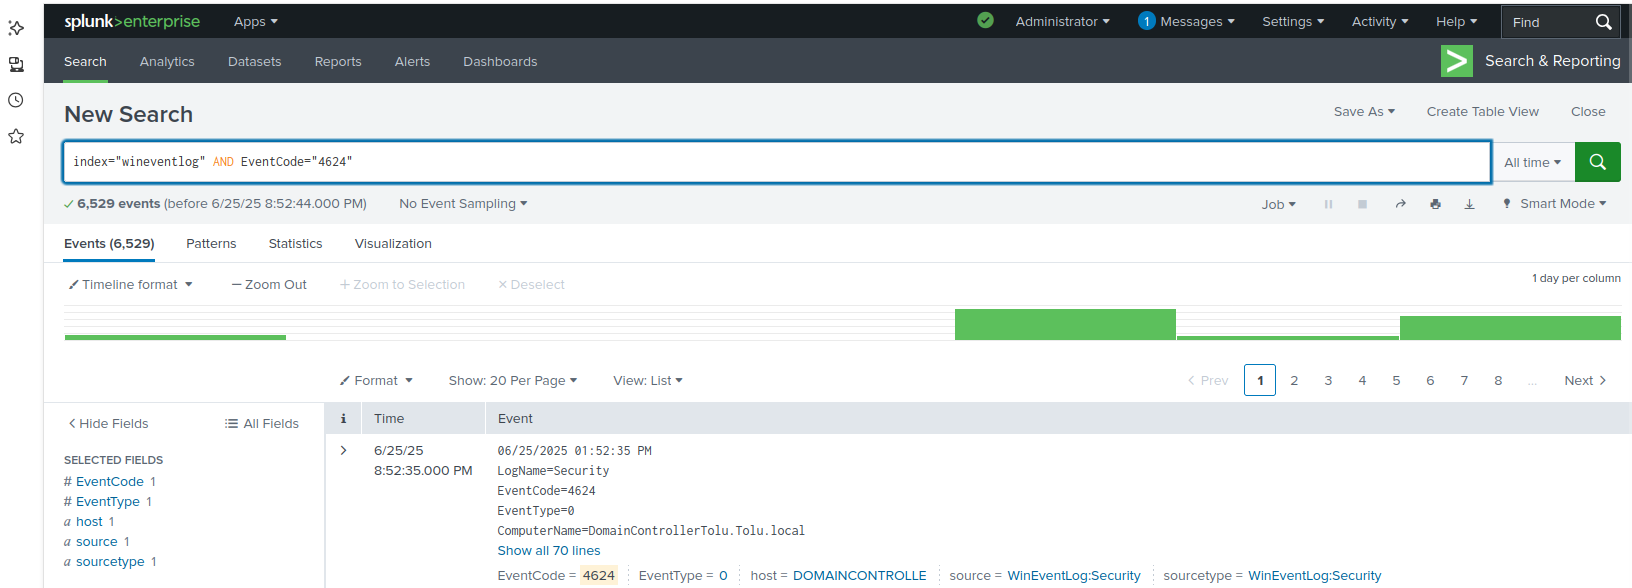 splunk>enterprise Apps Administrator 1 Messages Settings Activity Help Find
Search Analytics Datasets Reports Alerts Dashboards Search & Reporting
New Search Save As Create Table View Close
index="wineventlog" AND EventCode="4624" All time
6,529 events (before 6/25/25 8:52:44.000 PM) No Event Sampling Job Smart Mode
Events (6,529) Patterns Statistics Visualization
Timeline format — Zoom Out + Zoom to Selection × Deselect 1 day per column
Format Show: 20 Per Page View: List < Prev 1 2 3 4 5 6 7 8 ... Next >
< Hide Fields All Fields i Time Event
SELECTED FIELDS
# EventCode 1
# EventType 1
a host 1
a source 1
a sourcetype 1
> 6/25/25
8:52:35.000 PM
06/25/2025 01:52:35 PM
LogName=Security
EventCode=4624
EventType=0
ComputerName=DomainControllerTolu.Tolu.local
Show all 70 lines
EventCode = 4624 EventType = 0 host = DOMAINCONTROLLE source = WinEventLog:Security sourcetype = WinEventLog:Security